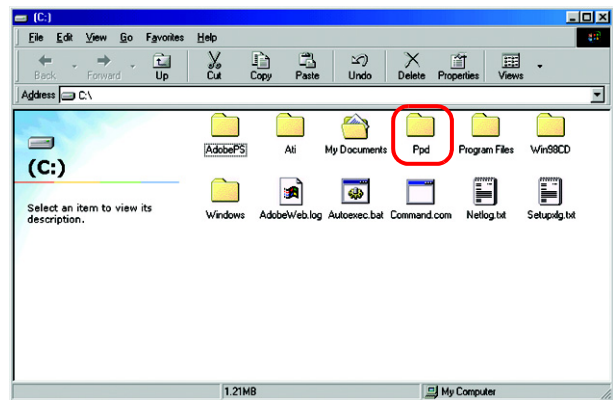 (C:)
File Edit View Go Favorites Help
Back Forward Up Cut Copy Paste Undo Delete Properties Views
Address C:\
(C:)
Select an item to view its
description.
AdobePS Ati My Documents Ppd Program Files Win98CD
Windows AdobeWeb.log Autoexec.bat Command.com Netlog.txt Setupxlg.txt
1.21MB My Computer